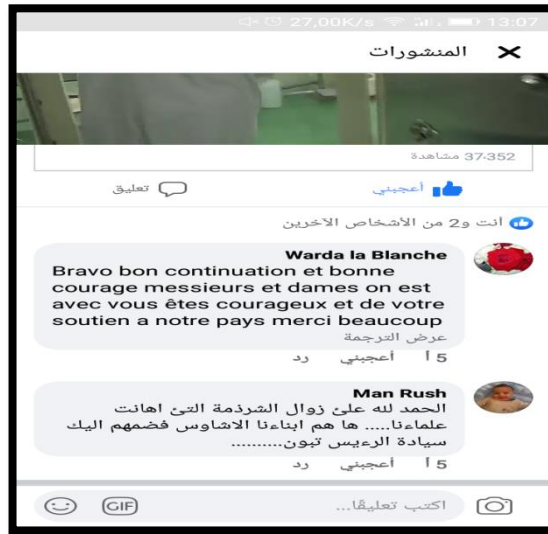 27,00K/s 13:07
المنشورات
37،352 مشاهدة
أعجبني تعليق
أنت و2 من الأشخاص الآخرين
Warda la Blanche
Bravo bon continuation et bonne
courage messieurs et dames on est
avec vous êtes courageux et de votre
soutien a notre pays merci beaucoup
عرض الترجمة
5 أ أعجبني رد
Man Rush
الحمد لله علئ زوال الشرذمة التئ اهانت
علماءنا..... ها هم ابناءنا الاشاوس فضمهم اليك
سيادة الرءيس تبون..........
5 أ أعجبني رد
اكتب تعليقًا...
GIF